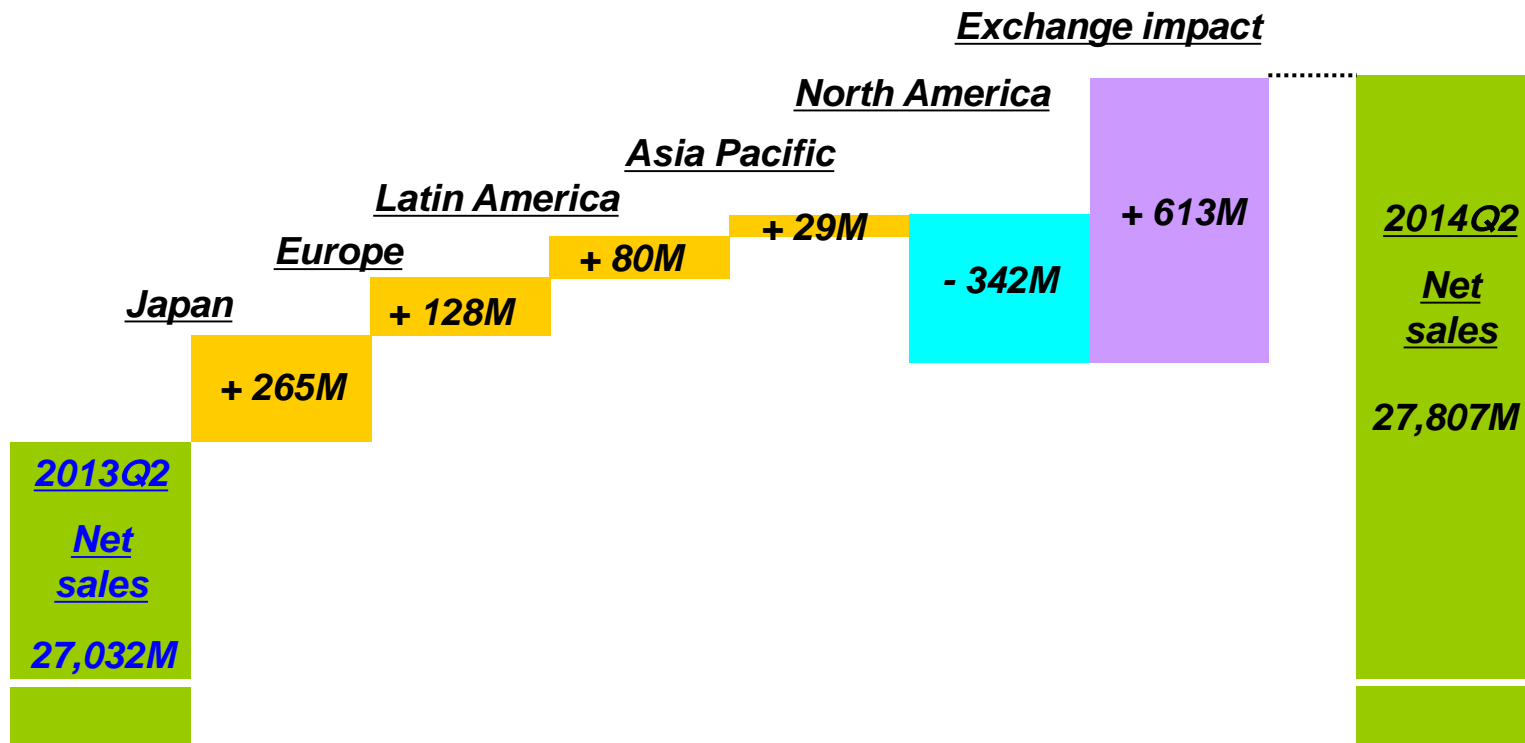 Exchange impact
North America
Asia Pacific
Latin America
Europe
Japan
+ 265M
+ 128M
+ 80M
+ 29M
- 342M
+ 613M
2013Q2
Net
sales
27,032M
2014Q2
Net
sales
27,807M